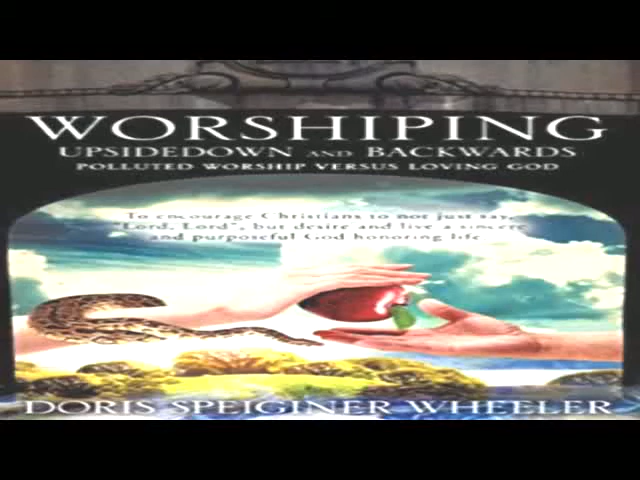 WORSHIPING
UPSIDEDOWN AND BACKWARDS
POLLUTED WORSHIP VERSUS LOVING GOD
To encourage Christians to not just say,
"Lord, Lord", but desire and live a sincere
and purposeful God honoring life
DORIS SPEIGINER WHEELER